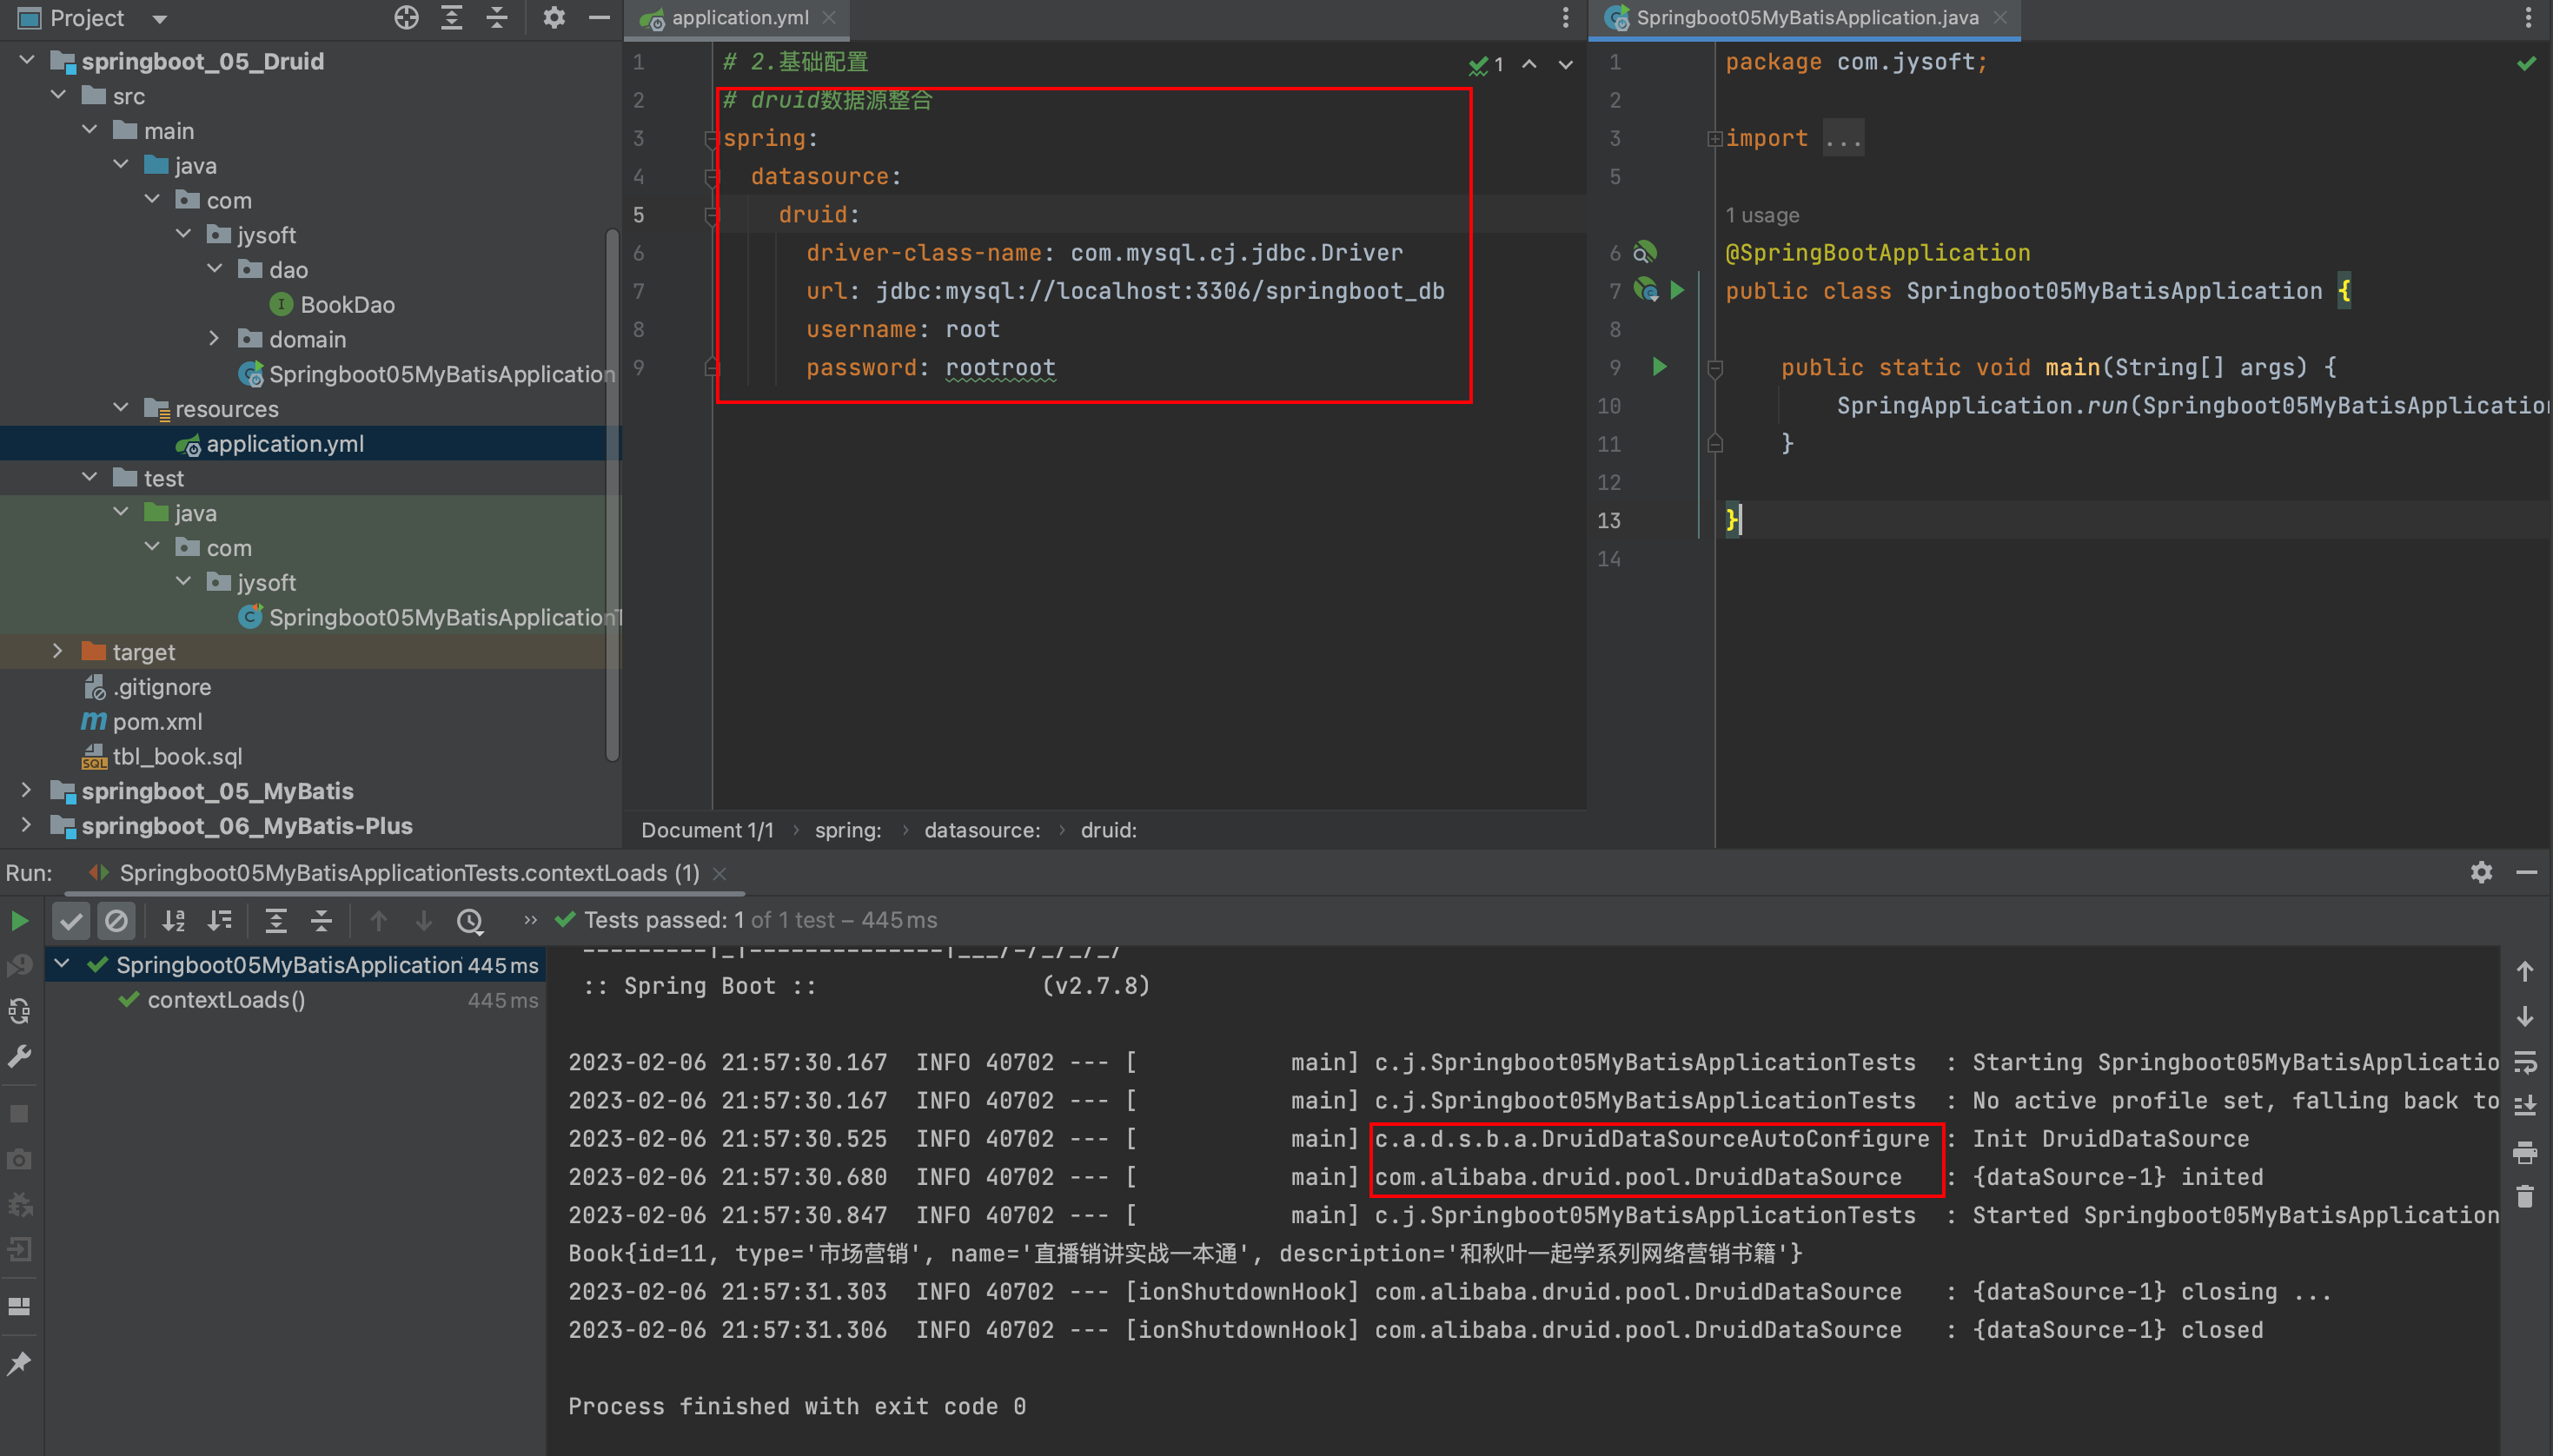 Project
springboot_05_Druid
src
main
java
com
jysoft
dao
BookDao
domain
Springboot05MyBatisApplication
resources
application.yml
test
java
com
jysoft
Springboot05MyBatisApplicationT
target
.gitignore
pom.xml
tbl_book.sql
springboot_05_MyBatis
springboot_06_MyBatis-Plus
application.yml
1 # 2.基础配置
2 # druid数据源整合
3 spring:
4 datasource:
5 druid:
6 driver-class-name: com.mysql.cj.jdbc.Driver
7 url: jdbc:mysql://localhost:3306/springboot_db
8 username: root
9 password: rootroot
1
Document 1/1 › spring: › datasource: › druid:
Springboot05MyBatisApplication.java
1 package com.jysoft;
2
3 import ...
5
1 usage
6 @SpringBootApplication
7 public class Springboot05MyBatisApplication {
8
9 public static void main(String[] args) {
10 SpringApplication.run(Springboot05MyBatisApplication
11 }
12
13 }
14
Run: Springboot05MyBatisApplicationTests.contextLoads (1)
» Tests passed: 1 of 1 test – 445 ms
Springboot05MyBatisApplication 445 ms
contextLoads() 445 ms
:: Spring Boot :: (v2.7.8)
2023-02-06 21:57:30.167 INFO 40702 --- [ main] c.j.Springboot05MyBatisApplicationTests : Starting Springboot05MyBatisApplicatio
2023-02-06 21:57:30.167 INFO 40702 --- [ main] c.j.Springboot05MyBatisApplicationTests : No active profile set, falling back to
2023-02-06 21:57:30.525 INFO 40702 --- [ main] c.a.d.s.b.a.DruidDataSourceAutoConfigure : Init DruidDataSource
2023-02-06 21:57:30.680 INFO 40702 --- [ main] com.alibaba.druid.pool.DruidDataSource : {dataSource-1} inited
2023-02-06 21:57:30.847 INFO 40702 --- [ main] c.j.Springboot05MyBatisApplicationTests : Started Springboot05MyBatisApplication
Book{id=11, type='市场营销', name='直播销讲实战一本通', description='和秋叶一起学系列网络营销书籍'}
2023-02-06 21:57:31.303 INFO 40702 --- [ionShutdownHook] com.alibaba.druid.pool.DruidDataSource : {dataSource-1} closing ...
2023-02-06 21:57:31.306 INFO 40702 --- [ionShutdownHook] com.alibaba.druid.pool.DruidDataSource : {dataSource-1} closed
Process finished with exit code 0